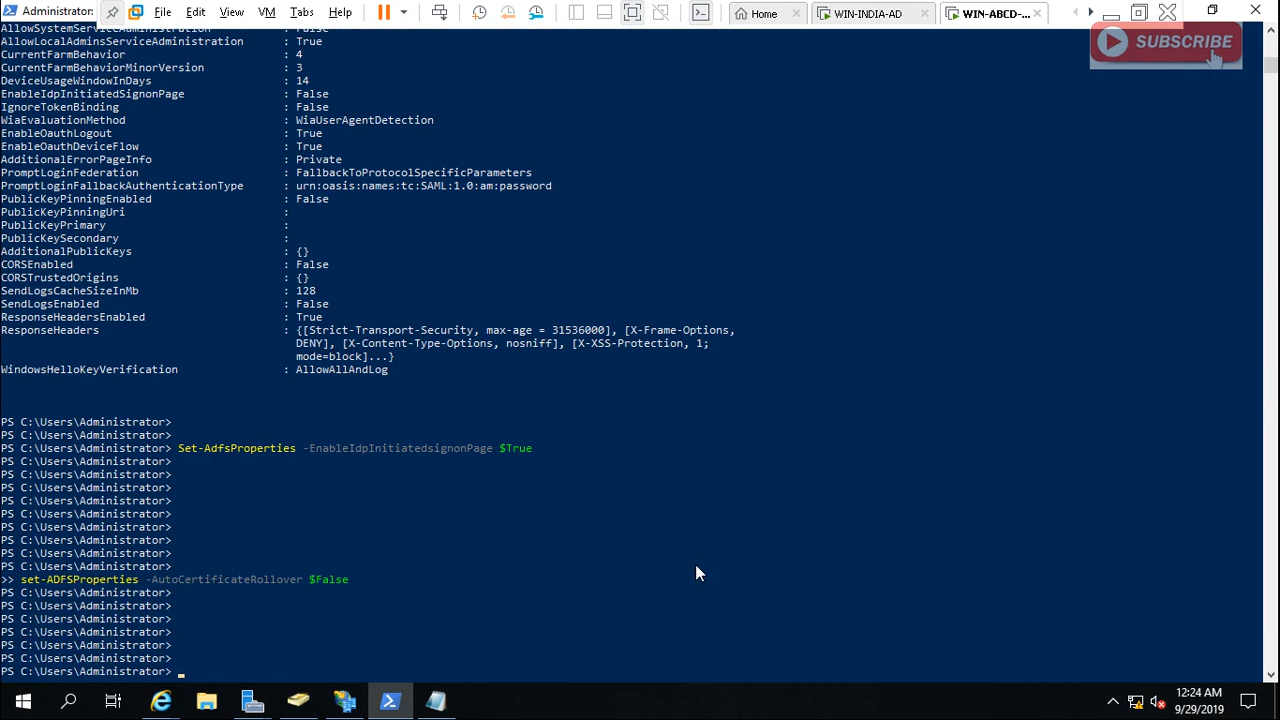 Administrator: File Edit View VM Tabs Help Home WIN-INDIA-AD WIN-ABCD-...
SUBSCRIBE
AllowSystemServiceAdministration : False
AllowLocalAdminsServiceAdministration : True
CurrentFarmBehavior : 4
CurrentFarmBehaviorMinorVersion : 3
DeviceUsageWindowInDays : 14
EnableIdpInitiatedSignonPage : False
IgnoreTokenBinding : False
WiaEvaluationMethod : WiaUserAgentDetection
EnableOauthLogout : True
EnableOauthDeviceFlow : True
AdditionalErrorPageInfo : Private
PromptLoginFederation : FallbackToProtocolSpecificParameters
PromptLoginFallbackAuthenticationType : urn:oasis:names:tc:SAML:1.0:am:password
PublicKeyPinningEnabled : False
PublicKeyPinningUri :
PublicKeyPrimary :
PublicKeySecondary :
AdditionalPublicKeys : {}
CORSEnabled : False
CORSTrustedOrigins : {}
SendLogsCacheSizeInMb : 128
SendLogsEnabled : False
ResponseHeadersEnabled : True
ResponseHeaders : {[Strict-Transport-Security, max-age = 31536000], [X-Frame-Options,
DENY], [X-Content-Type-Options, nosniff], [X-XSS-Protection, 1;
mode=block]...}
WindowsHelloKeyVerification : AllowAllAndLog
PS C:\Users\Administrator>
PS C:\Users\Administrator>
PS C:\Users\Administrator> Set-AdfsProperties -EnableIdpInitiatedsignonPage $True
PS C:\Users\Administrator>
PS C:\Users\Administrator>
PS C:\Users\Administrator>
PS C:\Users\Administrator>
PS C:\Users\Administrator>
PS C:\Users\Administrator>
PS C:\Users\Administrator>
PS C:\Users\Administrator>
PS C:\Users\Administrator>
>> set-ADFSProperties -AutoCertificateRollover $False
PS C:\Users\Administrator>
PS C:\Users\Administrator>
PS C:\Users\Administrator>
PS C:\Users\Administrator>
PS C:\Users\Administrator>
PS C:\Users\Administrator>
PS C:\Users\Administrator>
12:24 AM
9/29/2019